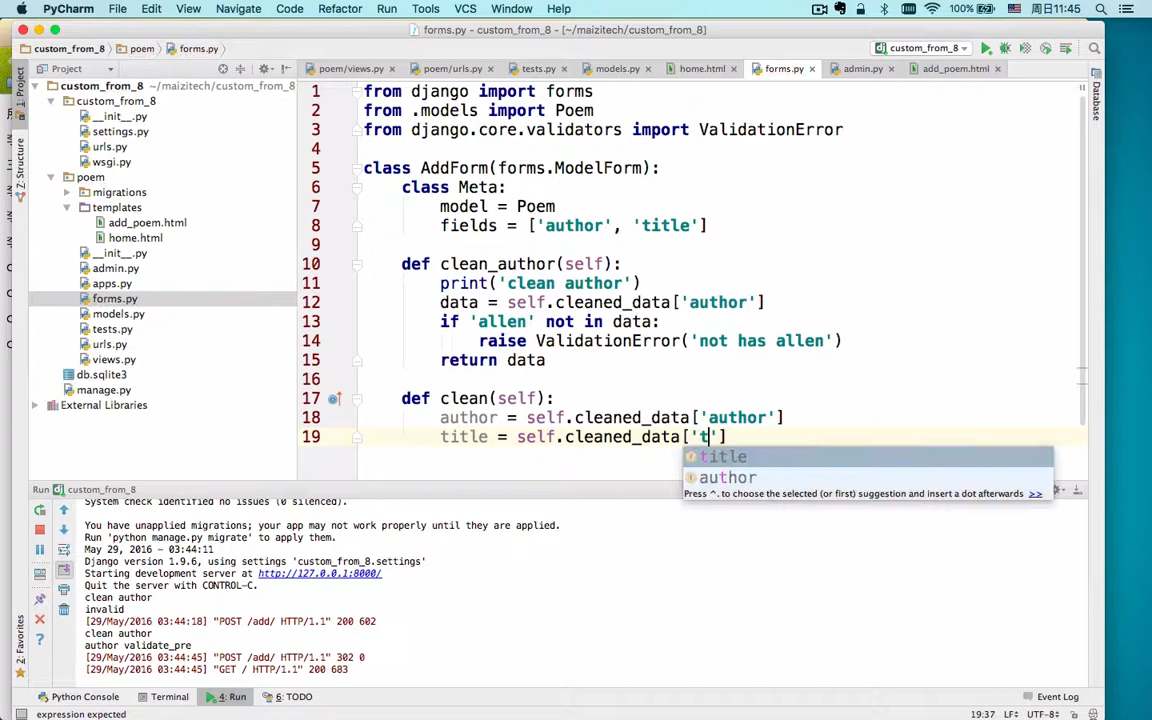 PyCharm File Edit View Navigate Code Refactor Run Tools VCS Window Help 100% 周日11:45
forms.py - custom_from_8 - [~/maizitech/custom_from_8]
custom_from_8 poem forms.py custom_from_8
Project poem/views.py poem/urls.py tests.py models.py home.html forms.py admin.py add_poem.html
1: Project
Z: Structure
2: Favorites
Database
custom_from_8 ~/maizitech/custom_from_8
custom_from_8
__init__.py
settings.py
urls.py
wsgi.py
poem
migrations
templates
add_poem.html
home.html
__init__.py
admin.py
apps.py
forms.py
models.py
tests.py
urls.py
views.py
db.sqlite3
manage.py
External Libraries
1 from django import forms
2 from .models import Poem
3 from django.core.validators import ValidationError
4
5 class AddForm(forms.ModelForm):
6 class Meta:
7 model = Poem
8 fields = ['author', 'title']
9
10 def clean_author(self):
11 print('clean author')
12 data = self.cleaned_data['author']
13 if 'allen' not in data:
14 raise ValidationError('not has allen')
15 return data
16
17 def clean(self):
18 author = self.cleaned_data['author']
19 title = self.cleaned_data['t']
title
author
Press ^. to choose the selected (or first) suggestion and insert a dot afterwards >>
Run custom_from_8
System check identified no issues (0 silenced).
You have unapplied migrations; your app may not work properly until they are applied.
Run 'python manage.py migrate' to apply them.
May 29, 2016 - 03:44:11
Django version 1.9.6, using settings 'custom_from_8.settings'
Starting development server at http://127.0.0.1:8000/
Quit the server with CONTROL-C.
clean author
invalid
[29/May/2016 03:44:18] "POST /add/ HTTP/1.1" 200 602
clean author
author validate_pre
[29/May/2016 03:44:45] "POST /add/ HTTP/1.1" 302 0
[29/May/2016 03:44:45] "GET / HTTP/1.1" 200 683
Python Console Terminal 4: Run 6: TODO Event Log
expression expected 19:37 LF÷ UTF-8÷